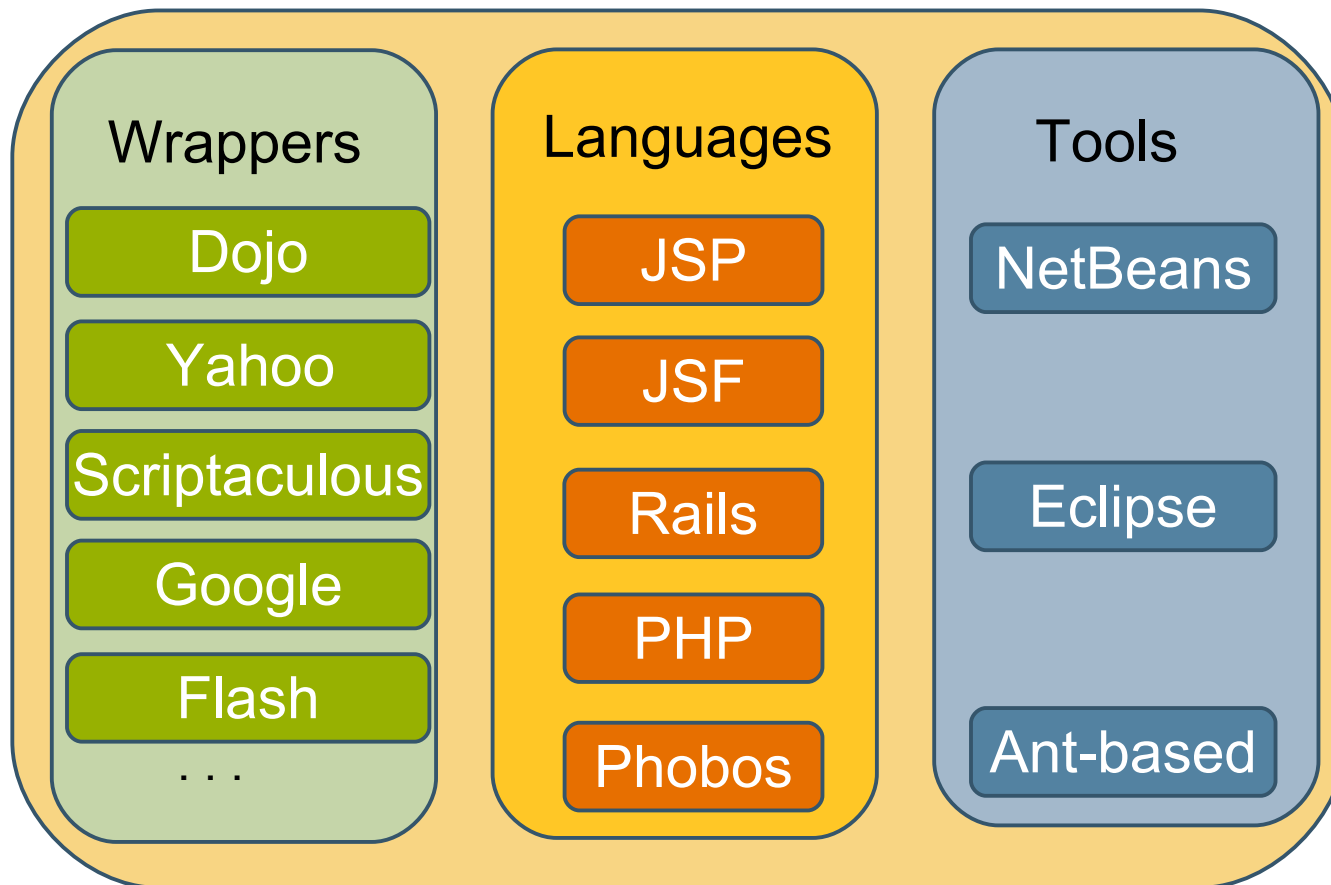 Wrappers
Dojo
Yahoo
Scriptaculous
Google
Flash
. . .
Languages
JSP
JSF
Rails
PHP
Phobos
Tools
NetBeans
Eclipse
Ant-based